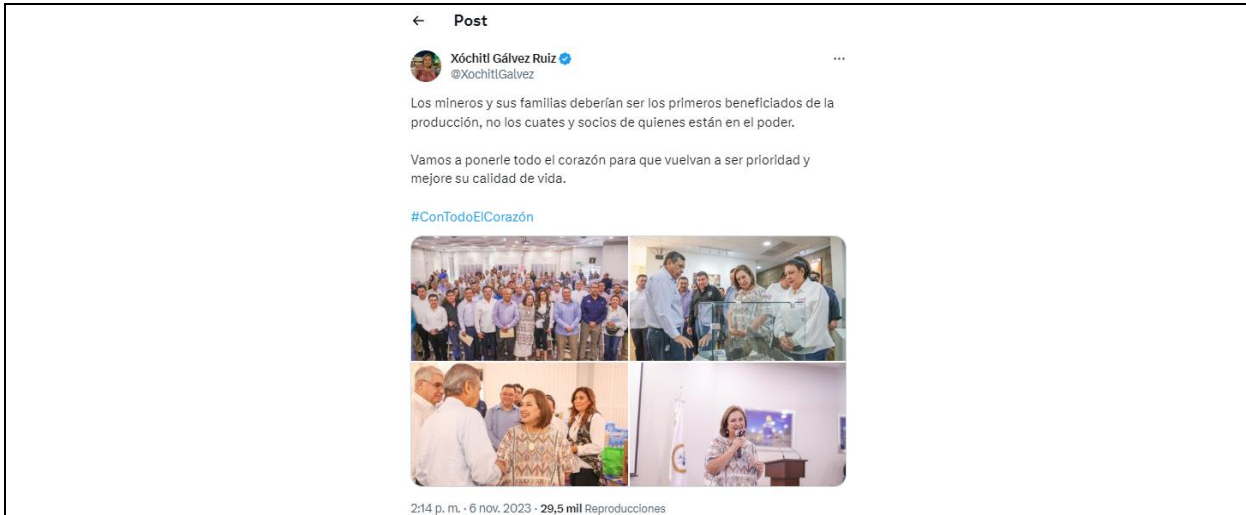 ← Post
Xóchitl Gálvez Ruiz
@XochitlGalvez
Los mineros y sus familias deberían ser los primeros beneficiados de la
producción, no los cuates y socios de quienes están en el poder.
Vamos a ponerle todo el corazón para que vuelvan a ser prioridad y
mejore su calidad de vida.
#ConTodoElCorazón
2:14 p. m. · 6 nov. 2023 · 29,5 mil Reproducciones